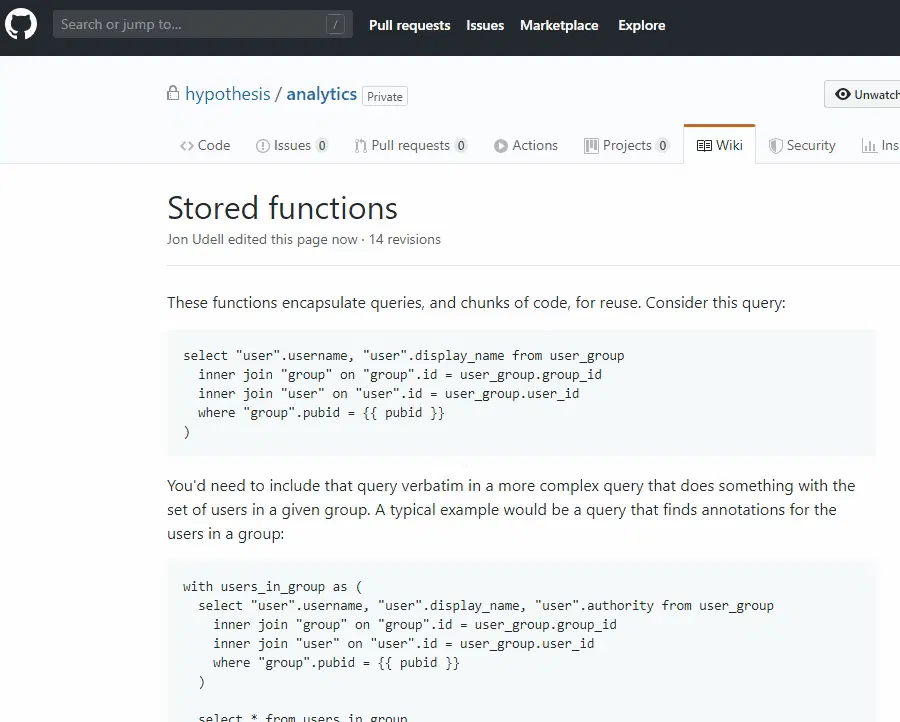 Search or jump to... /
Pull requests Issues Marketplace Explore
hypothesis / analytics Private
Unwatch
<> Code Issues 0 Pull requests 0 Actions Projects 0 Wiki Security Ins
Stored functions
Jon Udell edited this page now · 14 revisions
These functions encapsulate queries, and chunks of code, for reuse. Consider this query:
select "user".username, "user".display_name from user_group
inner join "group" on "group".id = user_group.group_id
inner join "user" on "user".id = user_group.user_id
where "group".pubid = {{ pubid }}
)
You'd need to include that query verbatim in a more complex query that does something with the
set of users in a given group. A typical example would be a query that finds annotations for the
users in a group:
with users_in_group as (
select "user".username, "user".display_name, "user".authority from user_group
inner join "group" on "group".id = user_group.group_id
inner join "user" on "user".id = user_group.user_id
where "group".pubid = {{ pubid }}
)
select * from users_in_group